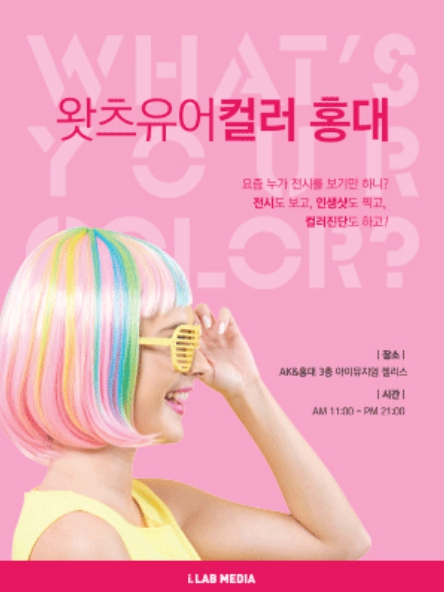 WHAT'S
YOUR
COLOR?
왓츠유어컬러 홍대
요즘 누가 전시를 보기만 하니?
전시도 보고, 인생샷도 찍고,
컬러진단도 하고!
| 장소 |
AK&홍대 3층 아이뮤지엄 젤리스
| 시간 |
AM 11:00 ~ PM 21:00
i. LAB MEDIA